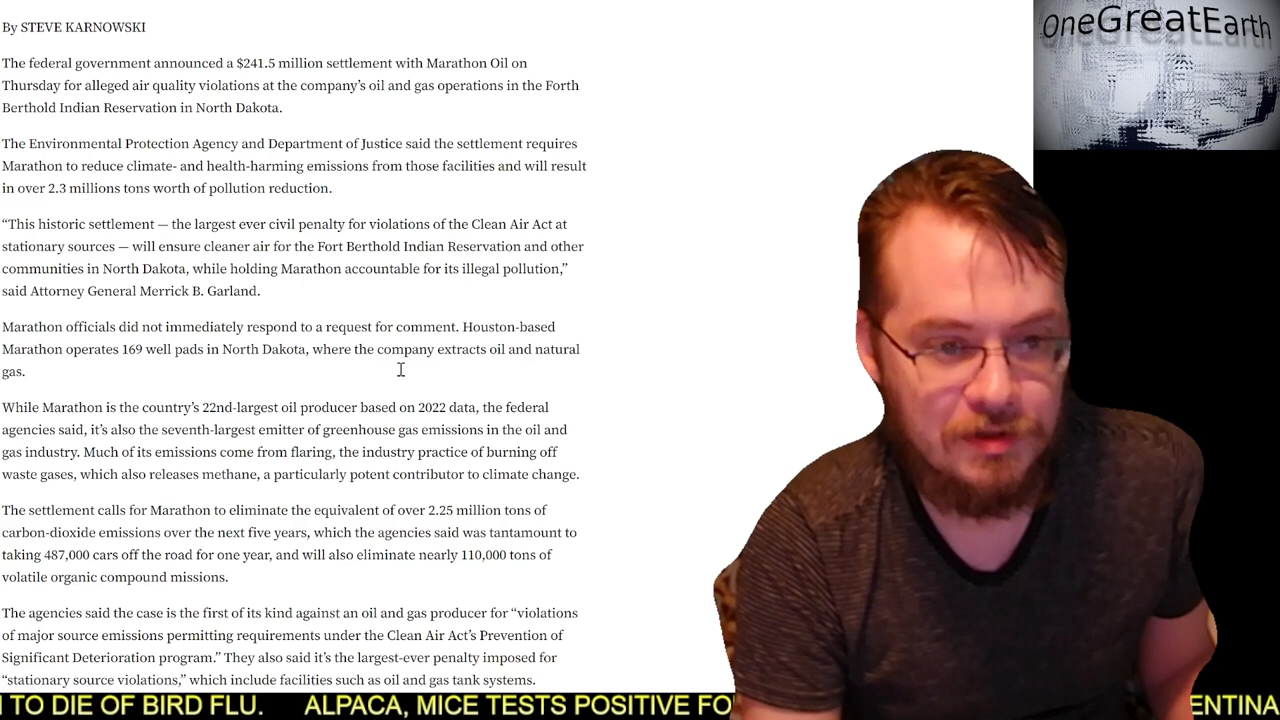 By STEVE KARNOWSKI
The federal government announced a $241.5 million settlement with Marathon Oil on
Thursday for alleged air quality violations at the company’s oil and gas operations in the Forth
Berthold Indian Reservation in North Dakota.
The Environmental Protection Agency and Department of Justice said the settlement requires
Marathon to reduce climate- and health-harming emissions from those facilities and will result
in over 2.3 millions tons worth of pollution reduction.
“This historic settlement — the largest ever civil penalty for violations of the Clean Air Act at
stationary sources — will ensure cleaner air for the Fort Berthold Indian Reservation and other
communities in North Dakota, while holding Marathon accountable for its illegal pollution,”
said Attorney General Merrick B. Garland.
Marathon officials did not immediately respond to a request for comment. Houston-based
Marathon operates 169 well pads in North Dakota, where the company extracts oil and natural
gas.
While Marathon is the country’s 22nd-largest oil producer based on 2022 data, the federal
agencies said, it’s also the seventh-largest emitter of greenhouse gas emissions in the oil and
gas industry. Much of its emissions come from flaring, the industry practice of burning off
waste gases, which also releases methane, a particularly potent contributor to climate change.
The settlement calls for Marathon to eliminate the equivalent of over 2.25 million tons of
carbon-dioxide emissions over the next five years, which the agencies said was tantamount to
taking 487,000 cars off the road for one year, and will also eliminate nearly 110,000 tons of
volatile organic compound missions.
The agencies said the case is the first of its kind against an oil and gas producer for “violations
of major source emissions permitting requirements under the Clean Air Act’s Prevention of
Significant Deterioration program.” They also said it’s the largest-ever penalty imposed for
“stationary source violations,” which include facilities such as oil and gas tank systems.
OneGreatEarth
TO DIE OF BIRD FLU. ALPACA, MICE TESTS POSITIVE FO ENTINA